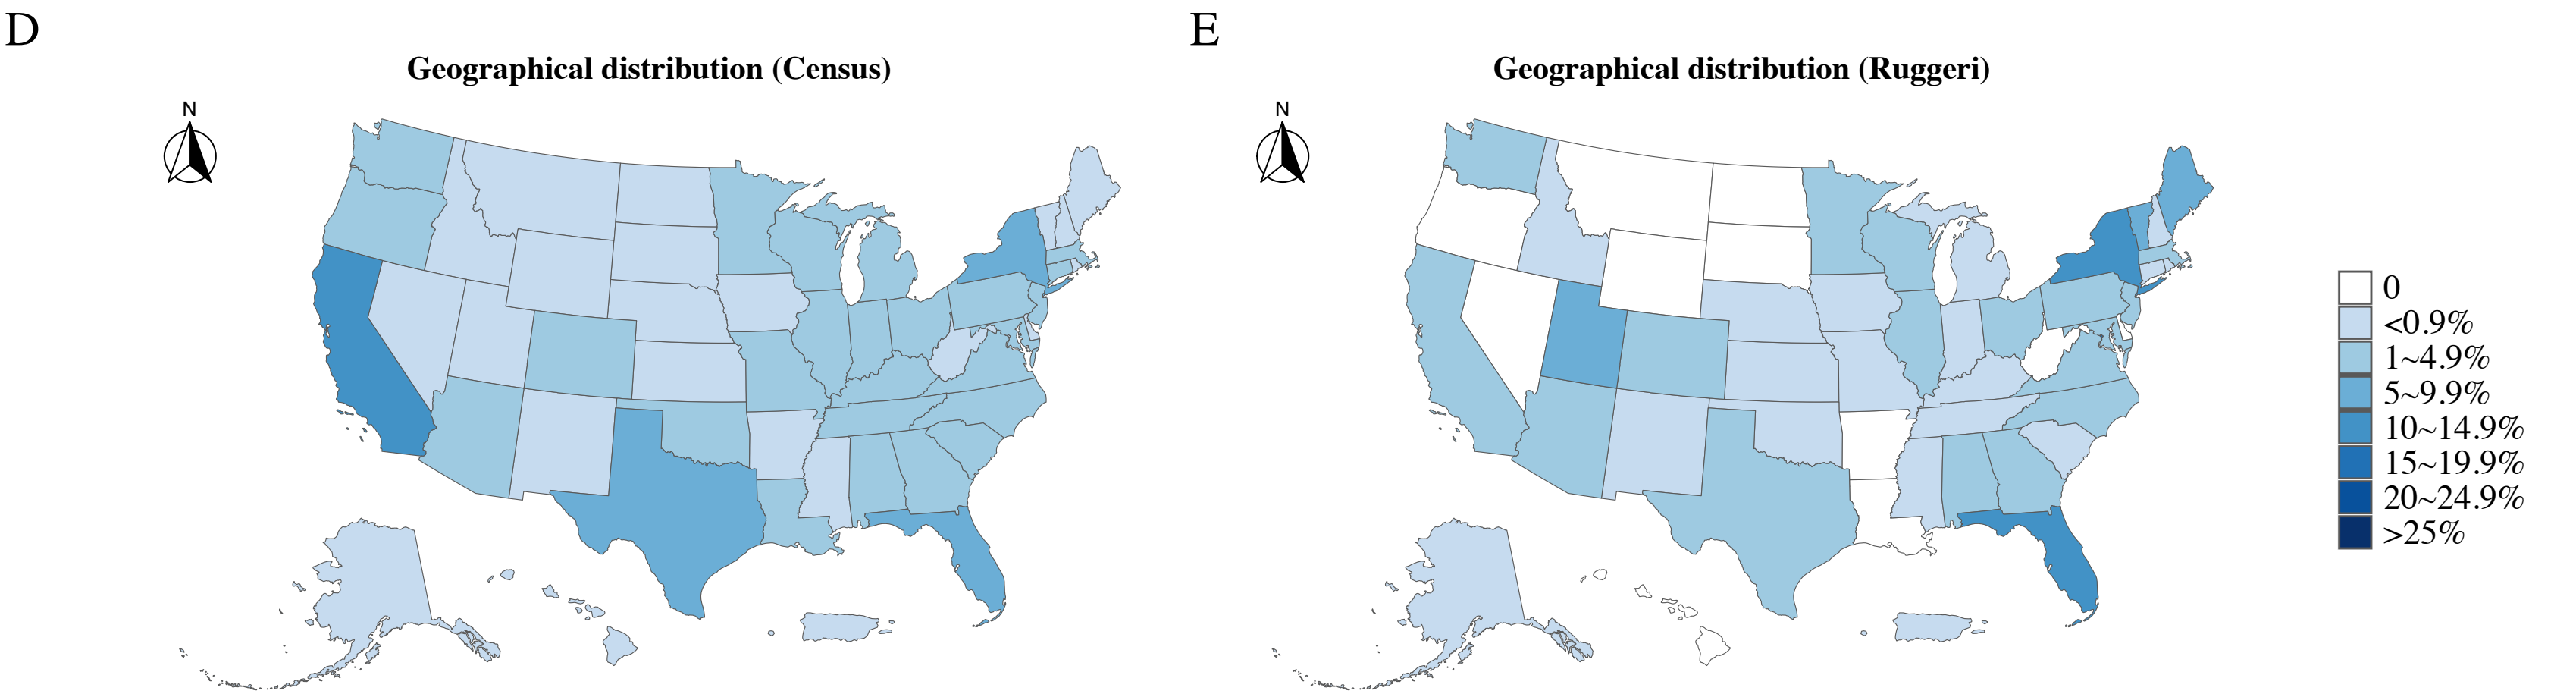 D
Geographical distribution (Census)
N
E
Geographical distribution (Ruggeri)
N
0
<0.9%
1~4.9%
5~9.9%
10~14.9%
15~19.9%
20~24.9%
>25%